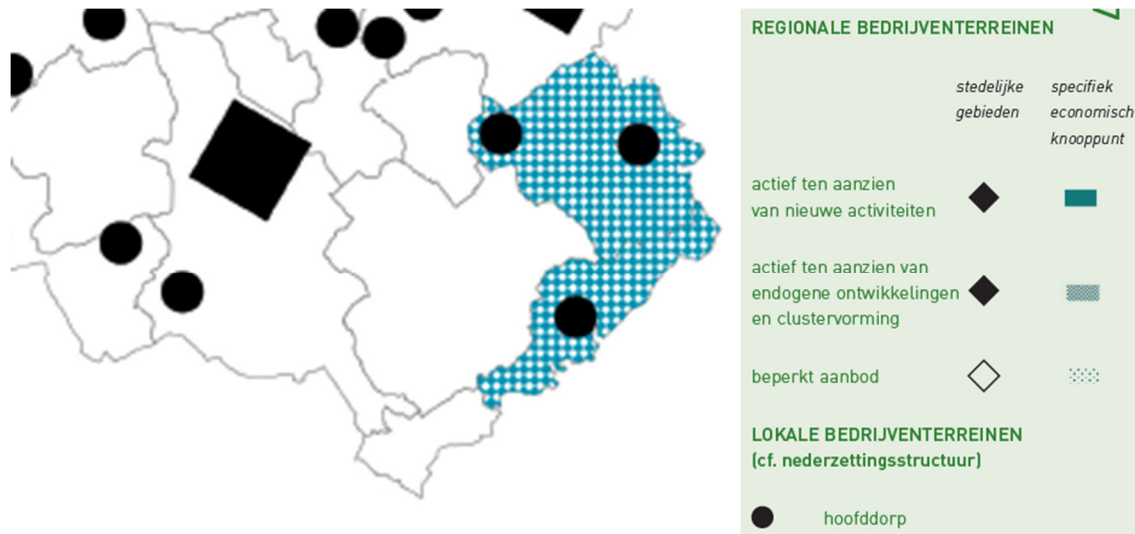 REGIONALE BEDRIJVENTERREINEN
stedelijke
gebieden
specifiek
economisch
knooppunt
actief ten aanzien
van nieuwe activiteiten
actief ten aanzien van
endogene ontwikkelingen
en clustervorming
beperkt aanbod
LOKALE BEDRIJVENTERREINEN
(cf. nederzettingsstructuur)
hoofddorp